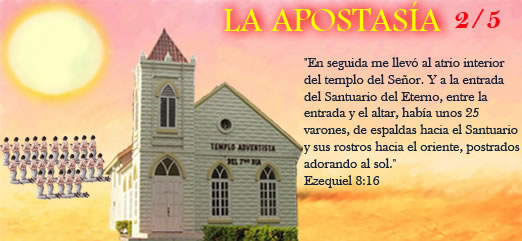 LA APOSTASÍA 2/5
"En seguida me llevó al atrio interior
del templo del Señor. Y a la entrada
del Santuario del Eterno, entre la
entrada y el altar, había unos 25
varones, de espaldas hacia el Santuario
y sus rostros hacia el oriente, postrados
adorando al sol."
Ezequiel 8:16
TEMPLO ADVENTISTA
DEL 7MO DIA